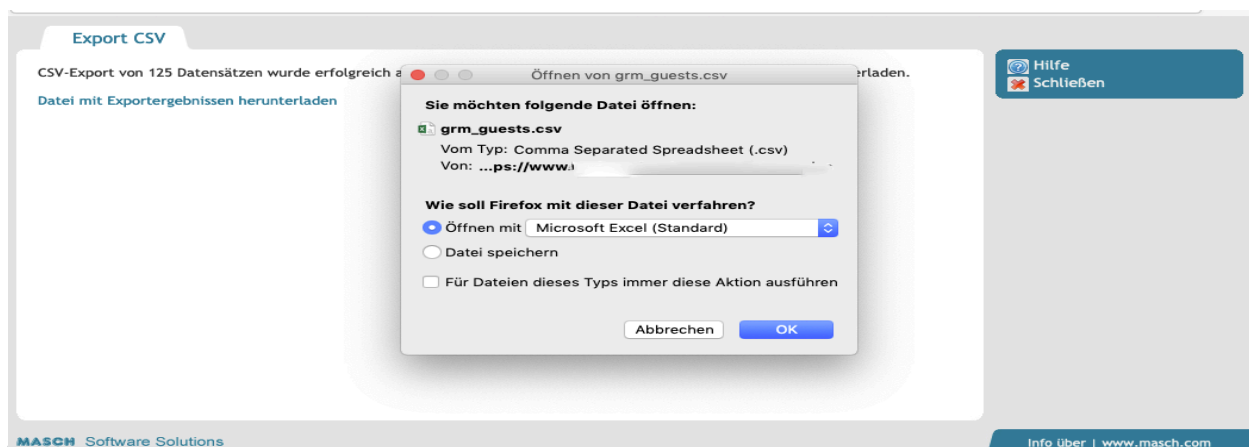 Export CSV
CSV-Export von 125 Datensätzen wurde erfolgreich
erladen.
Datei mit Exportergebnissen herunterladen
Öffnen von grm_guests.csv
Sie möchten folgende Datei öffnen:
grm_guests.csv
Vom Typ: Comma Separated Spreadsheet (.csv)
Von: ...ps://www.
Wie soll Firefox mit dieser Datei verfahren?
Öffnen mit Microsoft Excel (Standard)
Datei speichern
Für Dateien dieses Typs immer diese Aktion ausführen
Abbrechen OK
Hilfe
Schließen
MASCH Software Solutions
Info über | www.masch.com